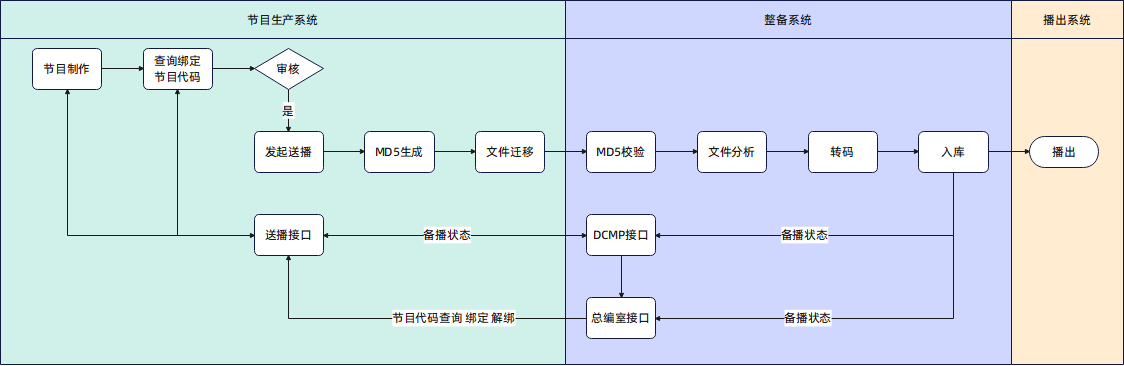 节目生产系统
整备系统
播出系统
节目制作
查询绑定
节目代码
审核
是
发起送播
MD5生成
文件迁移
MD5校验
文件分析
转码
入库
播出
送播接口
备播状态
DCMP接口
备播状态
节目代码查询 绑定 解绑
总编室接口
备播状态